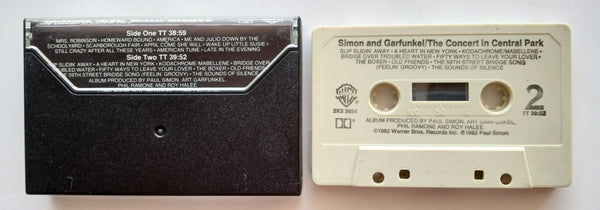 Side One TT 38:59
MRS. ROBINSON • HOMEWARD BOUND • AMERICA • ME AND JULIO DOWN BY THE
SCHOOLYARD • SCARBOROUGH FAIR • APRIL COME SHE WILL • WAKE UP LITTLE SUSIE •
STILL CRAZY AFTER ALL THESE YEARS • AMERICAN TUNE • LATE IN THE EVENING
Side Two TT 39:52
SLIP SLIDIN' AWAY • A HEART IN NEW YORK • KODACHROME MABELLENE • BRIDGE OVER
TROUBLED WATER • FIFTY WAYS TO LEAVE YOUR LOVER • THE BOXER • OLD FRIENDS •
THE 59TH STREET BRIDGE SONG (FEELIN' GROOVY) • THE SOUNDS OF SILENCE
ALBUM PRODUCED BY PAUL SIMON, ART GARFUNKEL,
PHIL RAMONE AND ROY HALEE
Simon and Garfunkel/The Concert in Central Park
SLIP SLIDIN' AWAY • A HEART IN NEW YORK • KODACHROME/MABELLENE •
BRIDGE OVER TROUBLED WATER • FIFTY WAYS TO LEAVE YOUR LOVER •
THE BOXER • OLD FRIENDS • THE 59TH STREET BRIDGE SONG
(FEELIN' GROOVY) • THE SOUNDS OF SILENCE
2K5 3654
2
TT 39:52
ALBUM PRODUCED BY PAUL SIMON, ART GARFUNKEL,
PHIL RAMONE AND ROY HALEE
©1982 Warner Bros. Records Inc. ℗1982 Paul Simon